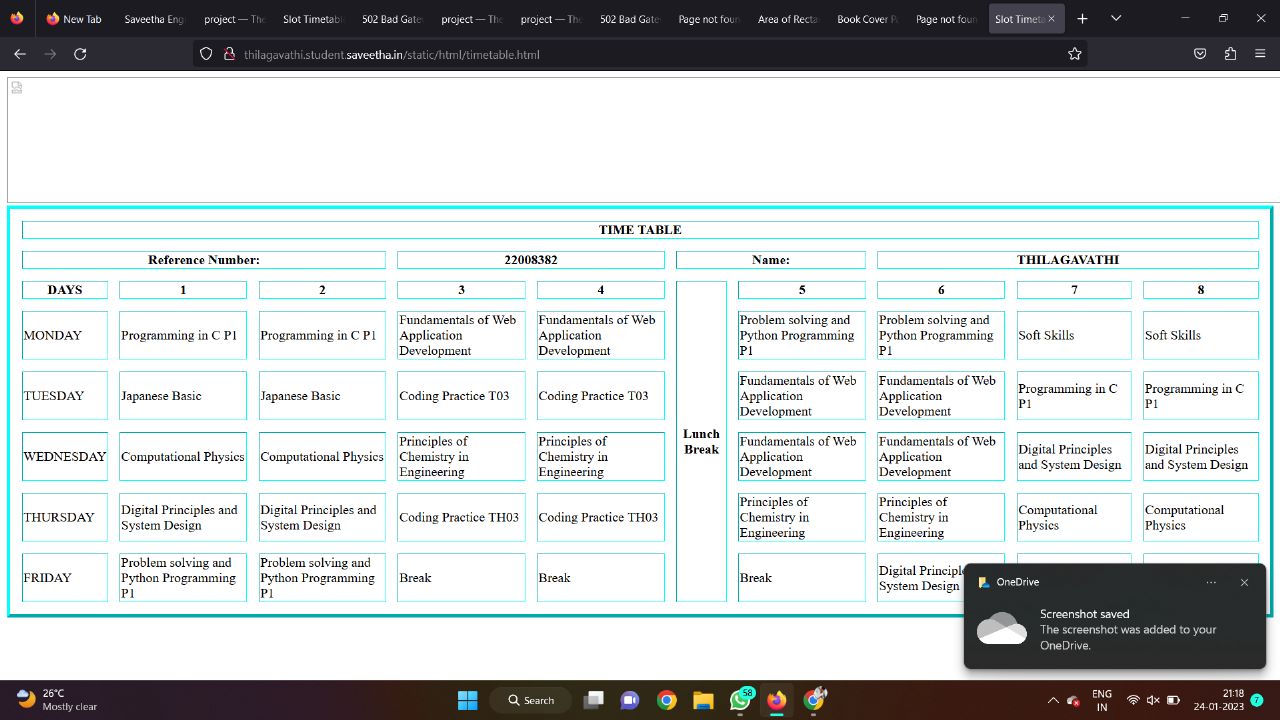 New Tab
Saveetha Eng
project — The
Slot Timetabl
502 Bad Gate
project — The
project — The
502 Bad Gate
Page not foun
Area of Recta
Book Cover P
Page not foun
Slot Timeta
thilagavathi.student.saveetha.in/static/html/timetable.html
TIME TABLE
Reference Number: 22008382 Name: THILAGAVATHI
DAYS 1 2 3 4 5 6 7 8
MONDAY
Programming in C P1
Programming in C P1
Fundamentals of Web
Application
Development
Fundamentals of Web
Application
Development
Problem solving and
Python Programming
P1
Problem solving and
Python Programming
P1
Soft Skills
Soft Skills
TUESDAY
Japanese Basic
Japanese Basic
Coding Practice T03
Coding Practice T03
Fundamentals of Web
Application
Development
Fundamentals of Web
Application
Development
Programming in C
P1
Programming in C
P1
Lunch
Break
WEDNESDAY
Computational Physics
Computational Physics
Principles of
Chemistry in
Engineering
Principles of
Chemistry in
Engineering
Fundamentals of Web
Application
Development
Fundamentals of Web
Application
Development
Digital Principles
and System Design
Digital Principles
and System Design
THURSDAY
Digital Principles and
System Design
Digital Principles and
System Design
Coding Practice TH03
Coding Practice TH03
Principles of
Chemistry in
Engineering
Principles of
Chemistry in
Engineering
Computational
Physics
Computational
Physics
FRIDAY
Problem solving and
Python Programming
P1
Problem solving and
Python Programming
P1
Break
Break
Break
Digital Principle
System Design
OneDrive
Screenshot saved
The screenshot was added to your
OneDrive.
26°C
Mostly clear
Search
58
ENG
IN
21:18
24-01-2023
7